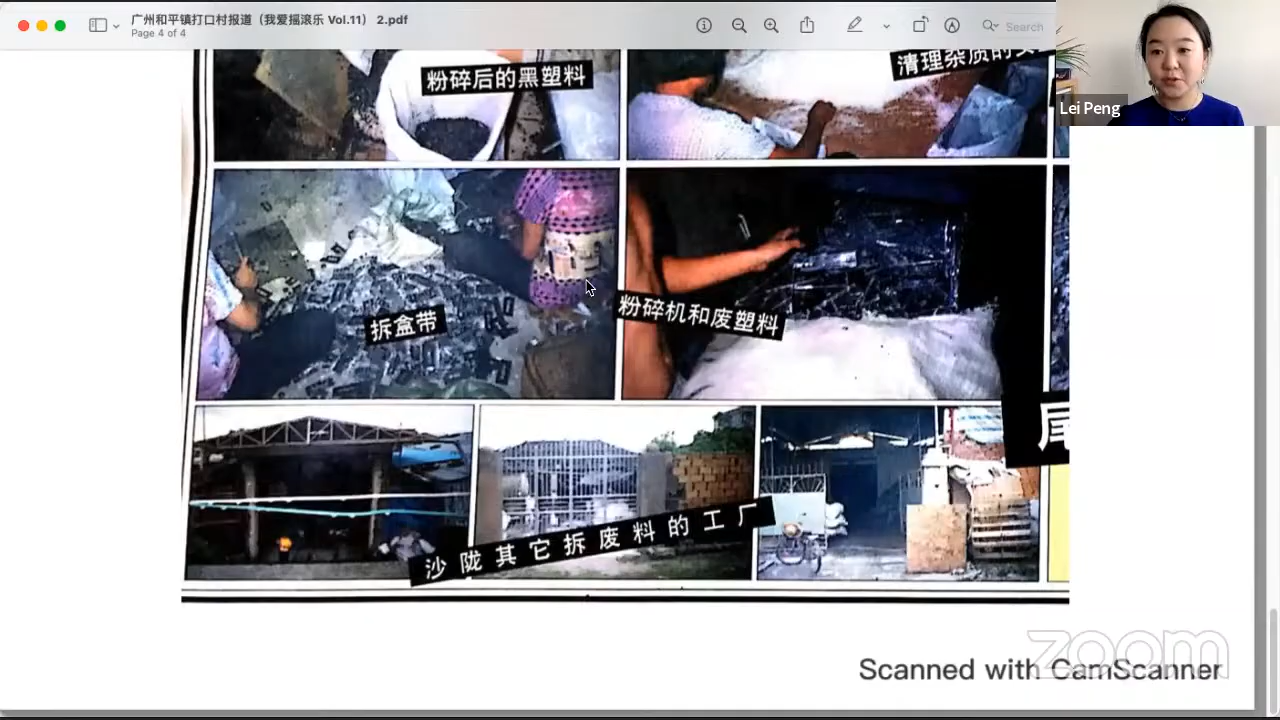 广州和平镇打口村报道（我爱摇滚乐 Vol.11） 2.pdf
Page 4 of 4
Search
Lei Peng
粉碎后的黑塑料
清理杂质的
拆盒带
粉碎机和废塑料
尾
沙陇其它拆废料的工厂
zoom
Scanned with CamScanner